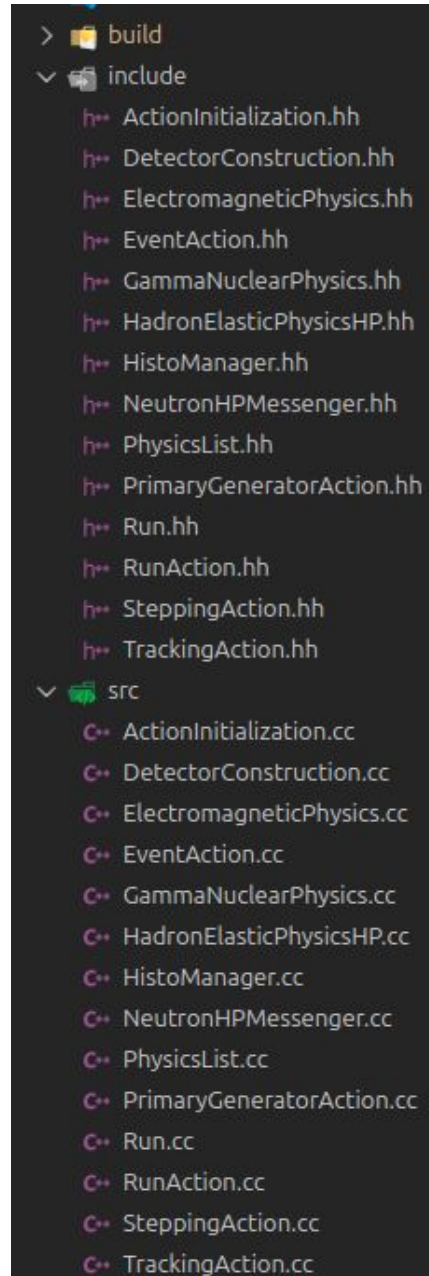 build
include
h++ ActionInitialization.hh
h++ DetectorConstruction.hh
h++ ElectromagneticPhysics.hh
h++ EventAction.hh
h++ GammaNuclearPhysics.hh
h++ HadronElasticPhysicsHP.hh
h++ HistoManager.hh
h++ NeutronHPMessenger.hh
h++ PhysicsList.hh
h++ PrimaryGeneratorAction.hh
h++ Run.hh
h++ RunAction.hh
h++ SteppingAction.hh
h++ TrackingAction.hh
src
C++ ActionInitialization.cc
C++ DetectorConstruction.cc
C++ ElectromagneticPhysics.cc
C++ EventAction.cc
C++ GammaNuclearPhysics.cc
C++ HadronElasticPhysicsHP.cc
C++ HistoManager.cc
C++ NeutronHPMessenger.cc
C++ PhysicsList.cc
C++ PrimaryGeneratorAction.cc
C++ Run.cc
C++ RunAction.cc
C++ SteppingAction.cc
C++ TrackingAction.cc